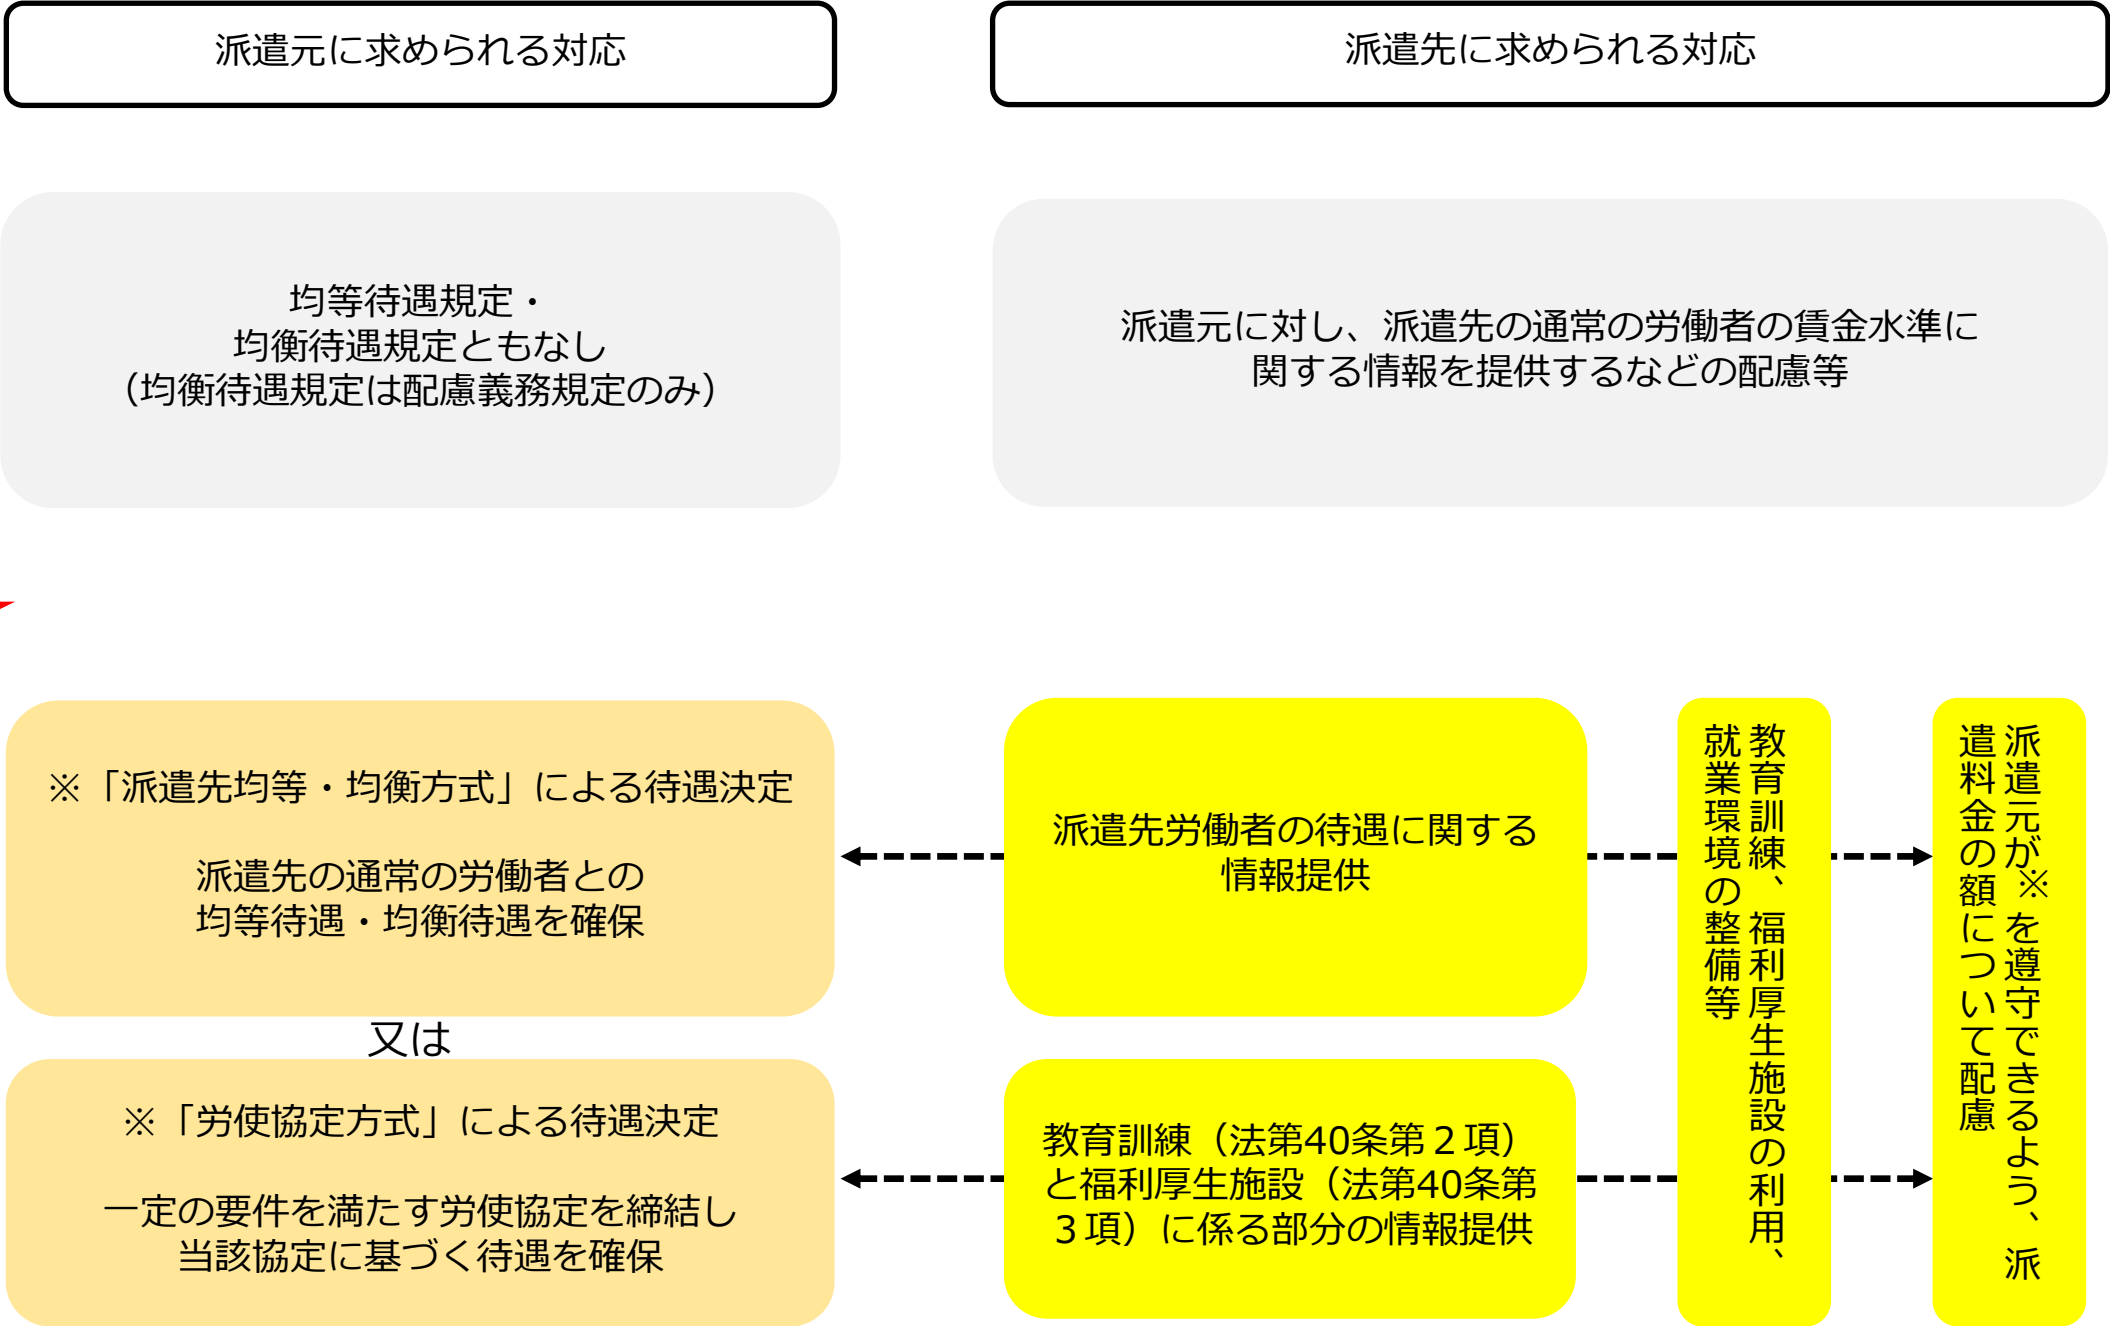 派遣元に求められる対応
派遣先に求められる対応
均等待遇規定・
均衡待遇規定ともなし
（均衡待遇規定は配慮義務規定のみ）
派遣元に対し、派遣先の通常の労働者の賃金水準に
関する情報を提供するなどの配慮等
※「派遣先均等・均衡方式」による待遇決定
派遣先の通常の労働者との
均等待遇・均衡待遇を確保
又は
※「労使協定方式」による待遇決定
一定の要件を満たす労使協定を締結し
当該協定に基づく待遇を確保
派遣先労働者の待遇に関する
情報提供
教育訓練（法第40条第２項）
と福利厚生施設（法第40条第
３項）に係る部分の情報提供
教育訓練、福利厚生施設の利用、
就業環境の整備等
派遣元が※を遵守できるよう、派
遣料金の額について配慮